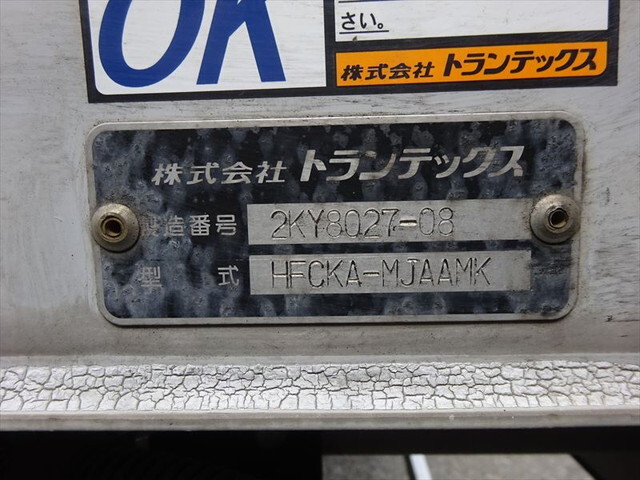 OK
さい。
株式会社 トランテックス
株式会社 トランテックス
製造番号 2KY8027-08
型式 HFCKA-MJAAMK